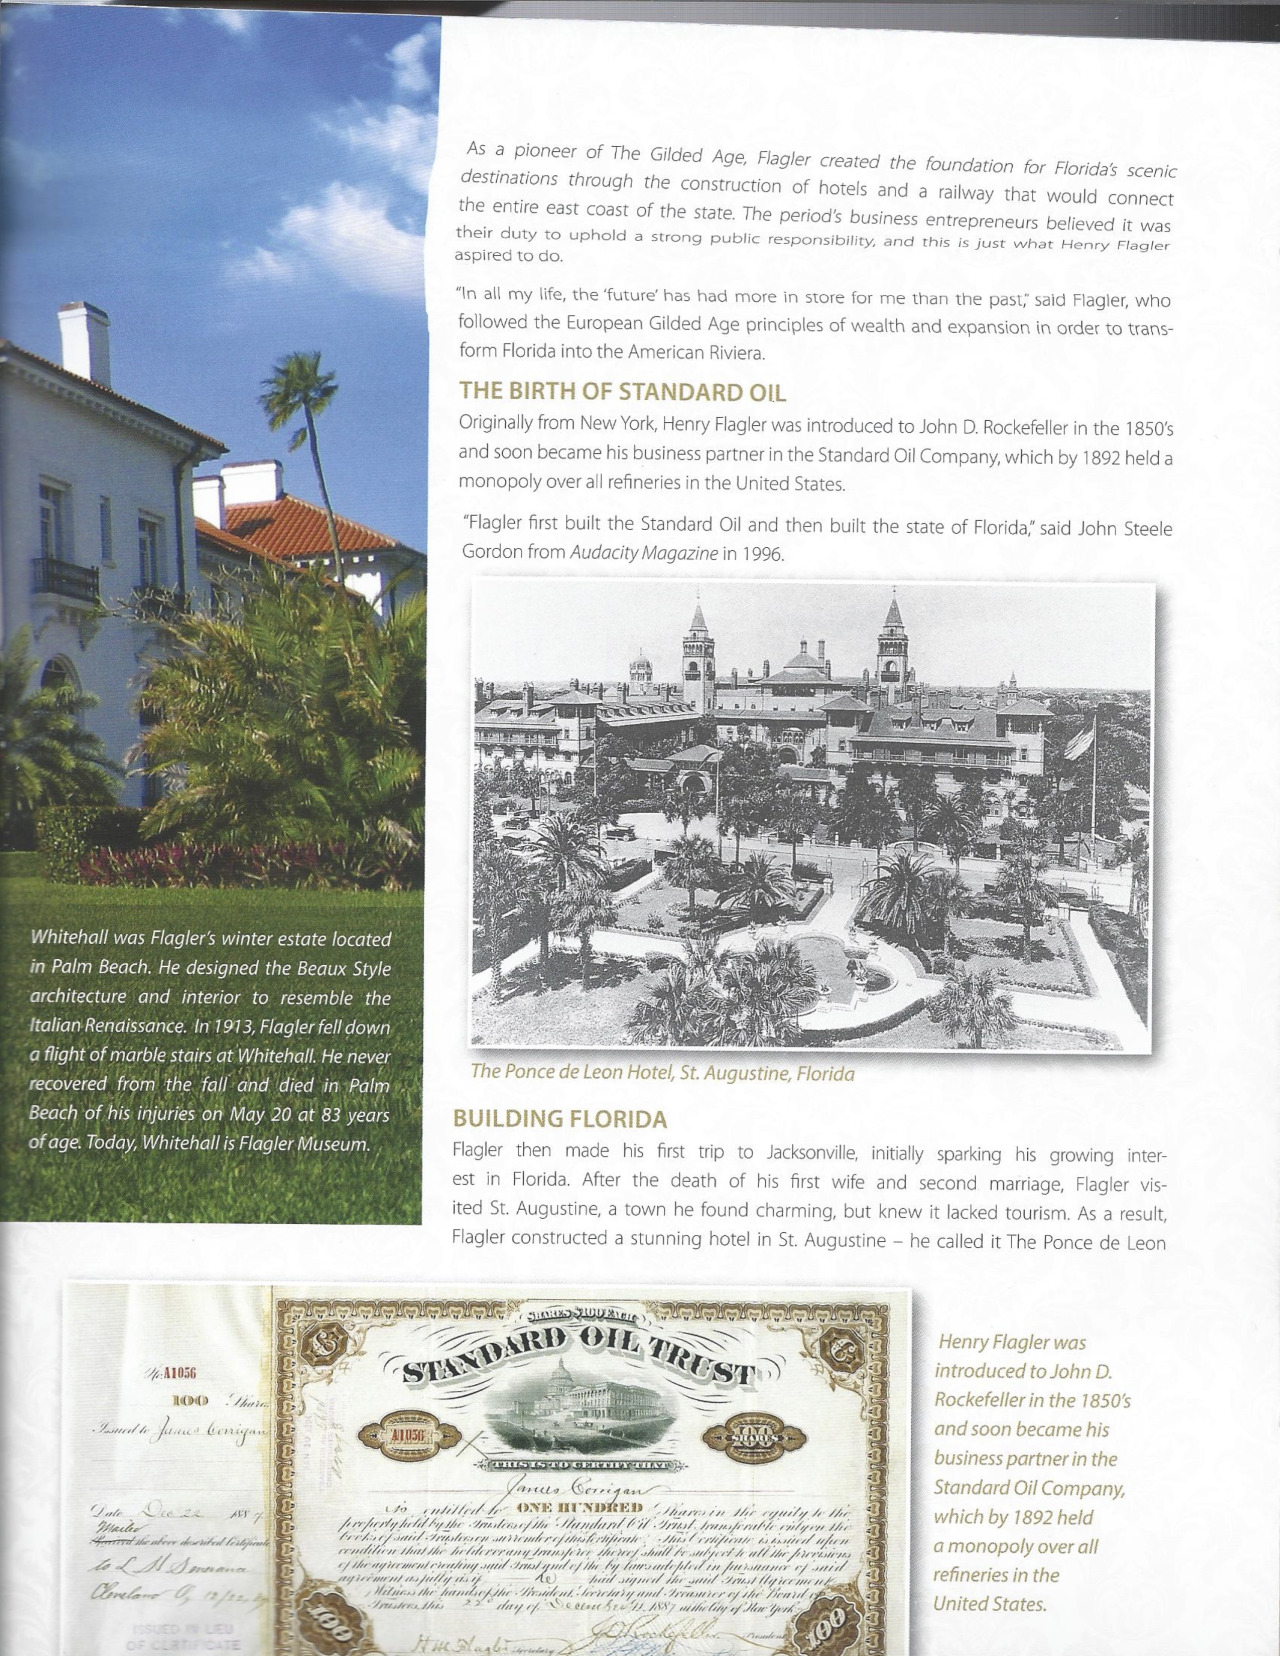 As a pioneer of The Gilded Age, Flagler created the foundation for Florida's scenic
destinations through the construction of hotels and a railway that would connect
the entire east coast of the state. The period's business entrepreneurs believed it was
their duty to uphold a strong public responsibility, and this is just what Henry Flagler
aspired to do.
"In all my life, the 'future' has had more in store for me than the past," said Flagler, who
followed the European Gilded Age principles of wealth and expansion in order to trans-
form Florida into the American Riviera.
THE BIRTH OF STANDARD OIL
Originally from New York, Henry Flagler was introduced to John D. Rockefeller in the 1850's
and soon became his business partner in the Standard Oil Company, which by 1892 held a
monopoly over all refineries in the United States.
"Flagler first built the Standard Oil and then built the state of Florida," said John Steele
Gordon from Audacity Magazine in 1996.
The Ponce de Leon Hotel, St. Augustine, Florida
Whitehall was Flagler's winter estate located
in Palm Beach. He designed the Beaux Style
architecture and interior to resemble the
Italian Renaissance. In 1913, Flagler fell down
a flight of marble stairs at Whitehall. He never
recovered from the fall and died in Palm
Beach of his injuries on May 20 at 83 years
of age. Today, Whitehall is Flagler Museum.
BUILDING FLORIDA
Flagler then made his first trip to Jacksonville, initially sparking his growing inter-
est in Florida. After the death of his first wife and second marriage, Flagler vis-
ited St. Augustine, a town he found charming, but knew it lacked tourism. As a result,
Flagler constructed a stunning hotel in St. Augustine – he called it The Ponce de Leon
No. A1056
100 Shares
Issued to James Corrigan
Date Dec 22 1887
Mailed
Received the above described Certificate
Cleveland O, 12/22
ISSUED IN LIEU
OF CERTIFICATE
SHARES $100 EACH
STANDARD OIL TRUST
A1056
100
SHARES
THIS IS TO CERTIFY THAT
James Corrigan
is entitled to ONE HUNDRED Shares in the equity to the
property held by the Trustees of the Standard Oil Trust, transferable only on the
books of said Trustees on surrender of this Certificate. This Certificate is issued upon
condition that the holder or any transferee thereof shall be subject to all the provisions
of the agreement creating said Trust and of the by laws adopted in pursuance of said
agreement as fully as if he had signed the said Trust Agreement.
Witness the hands of the President, Secretary and Treasurer of the Board of
Trustees this 22d day of December 1887 at the City of New York.
H M Flagler Secretary
J D Rockefeller President
100
100
Henry Flagler was
introduced to John D.
Rockefeller in the 1850's
and soon became his
business partner in the
Standard Oil Company,
which by 1892 held
a monopoly over all
refineries in the
United States.